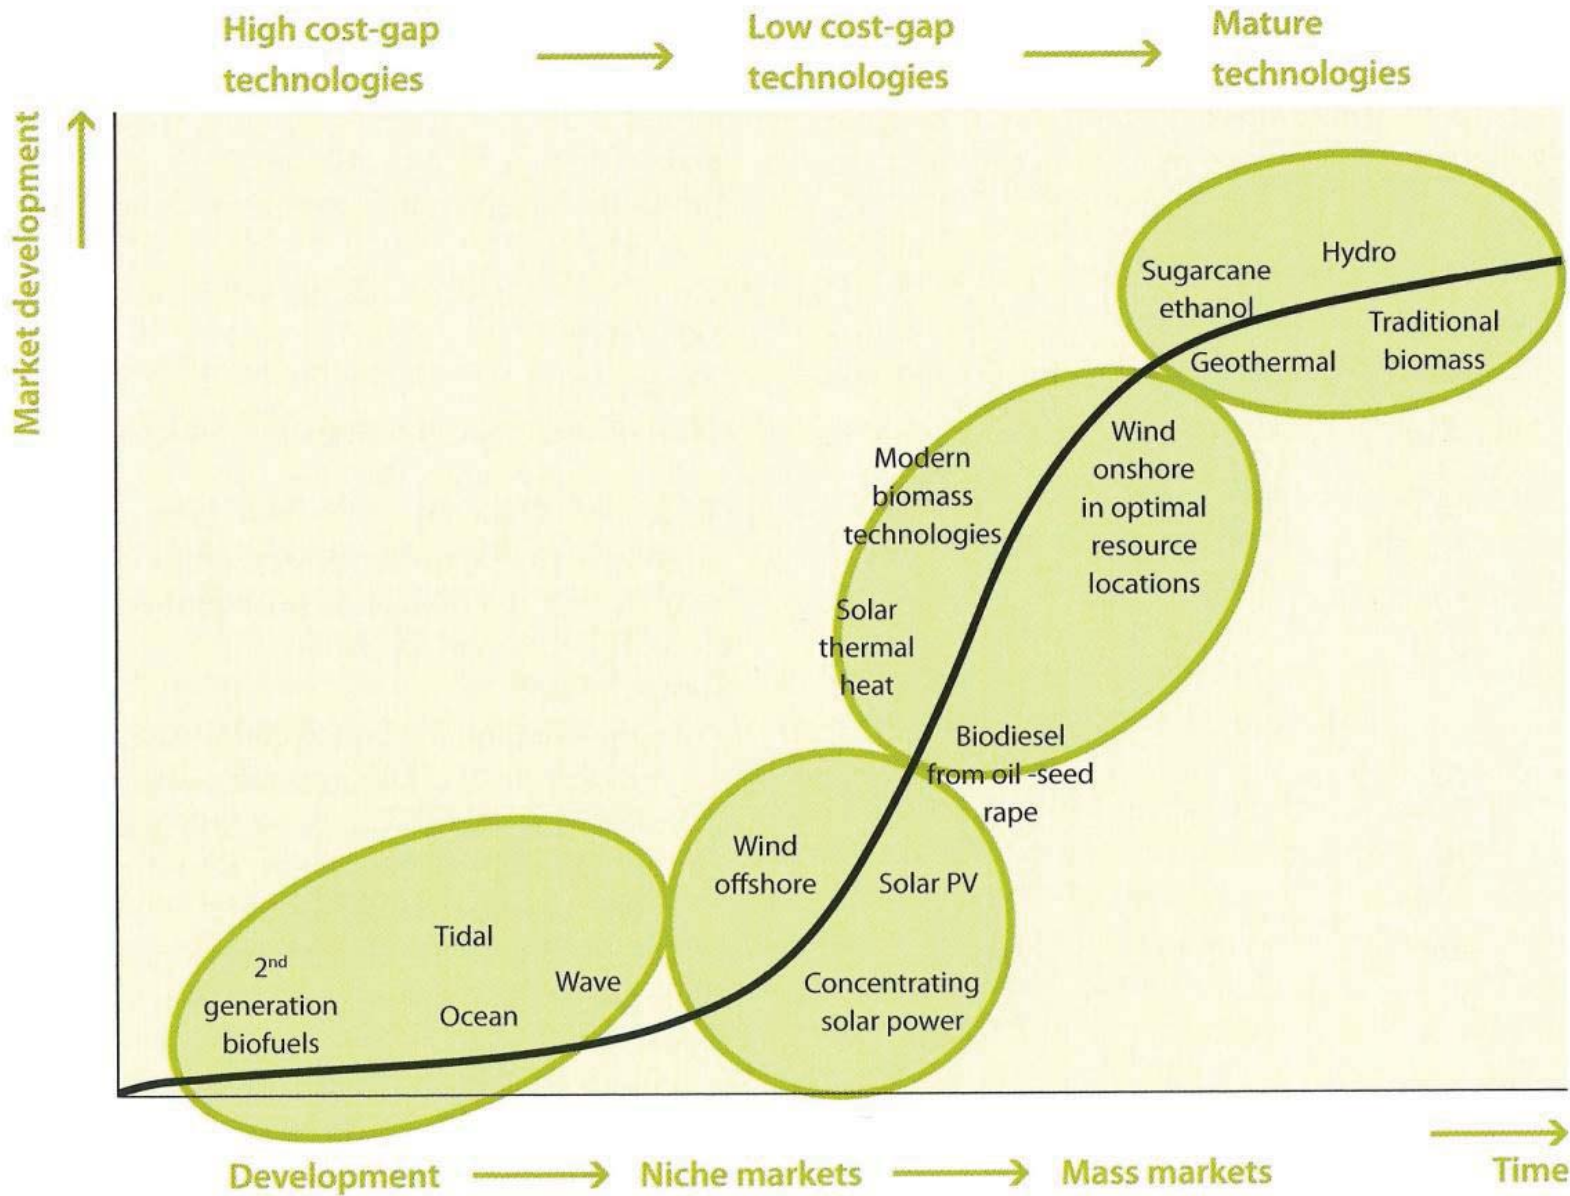 High cost-gap
technologies
Low cost-gap
technologies
Mature
technologies
Market development
Sugarcane
ethanol
Hydro
Traditional
biomass
Geothermal
Modern
biomass
technologies
Wind
onshore
in optimal
resource
locations
Solar
thermal
heat
Biodiesel
from oil -seed
rape
Wind
offshore
Solar PV
Concentrating
solar power
Tidal
2nd
generation
biofuels
Wave
Ocean
Development
Niche markets
Mass markets
Time